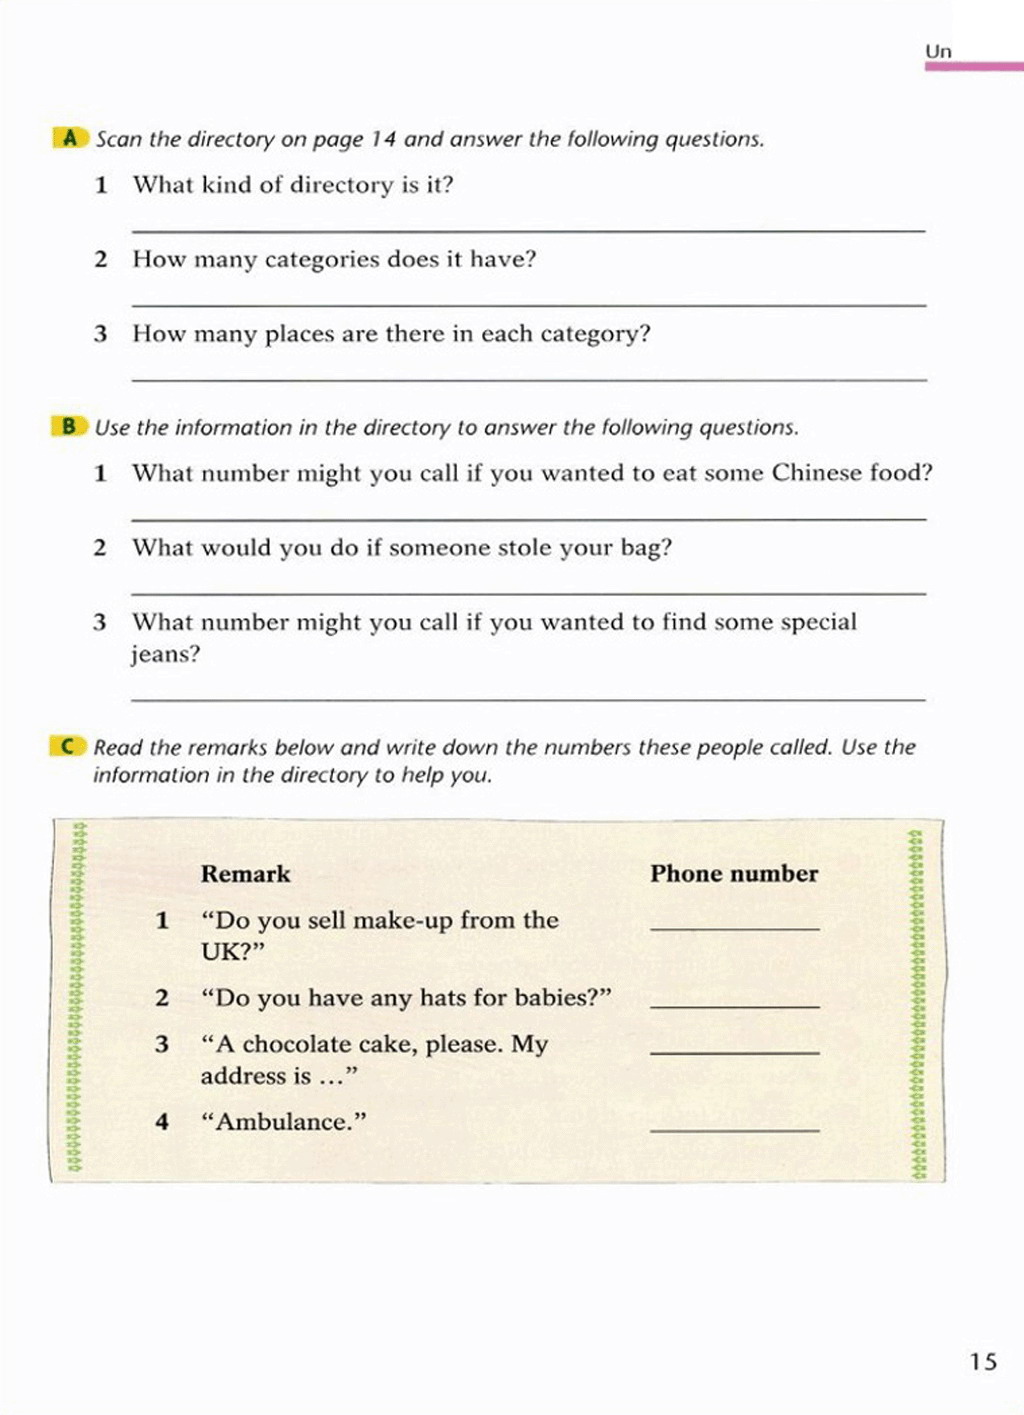 Un
A Scan the directory on page 14 and answer the following questions.
1 What kind of directory is it?
2 How many categories does it have?
3 How many places are there in each category?
B Use the information in the directory to answer the following questions.
1 What number might you call if you wanted to eat some Chinese food?
2 What would you do if someone stole your bag?
3 What number might you call if you wanted to find some special
jeans?
C Read the remarks below and write down the numbers these people called. Use the
information in the directory to help you.
Remark Phone number
1 “Do you sell make-up from the
UK?”
2 “Do you have any hats for babies?”
3 “A chocolate cake, please. My
address is ...”
4 “Ambulance.”
15